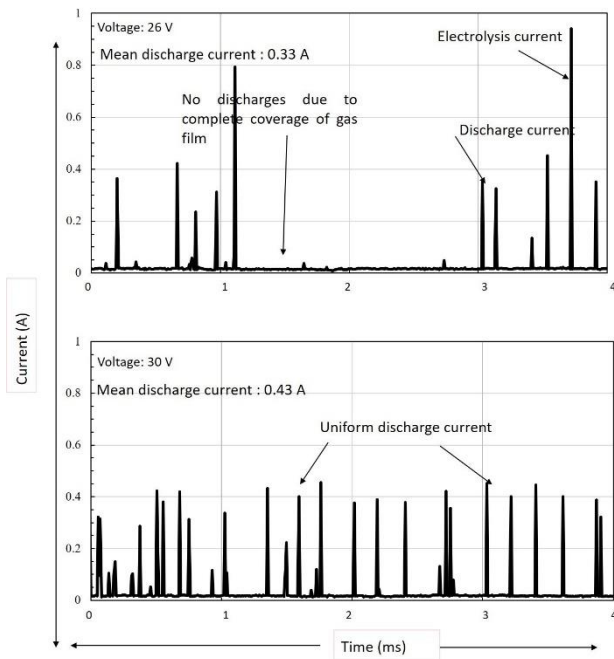 Voltage: 26 V
Mean discharge current : 0.33 A
Electrolysis current
No discharges due to
complete coverage of gas
film
Discharge current
1
0.8
0.6
0.4
0.2
0
0
1
2
3
4
Current (A)
Voltage: 30 V
Mean discharge current : 0.43 A
Uniform discharge current
1
0.8
0.6
0.4
0.2
0
0
1
2
3
4
Time (ms)